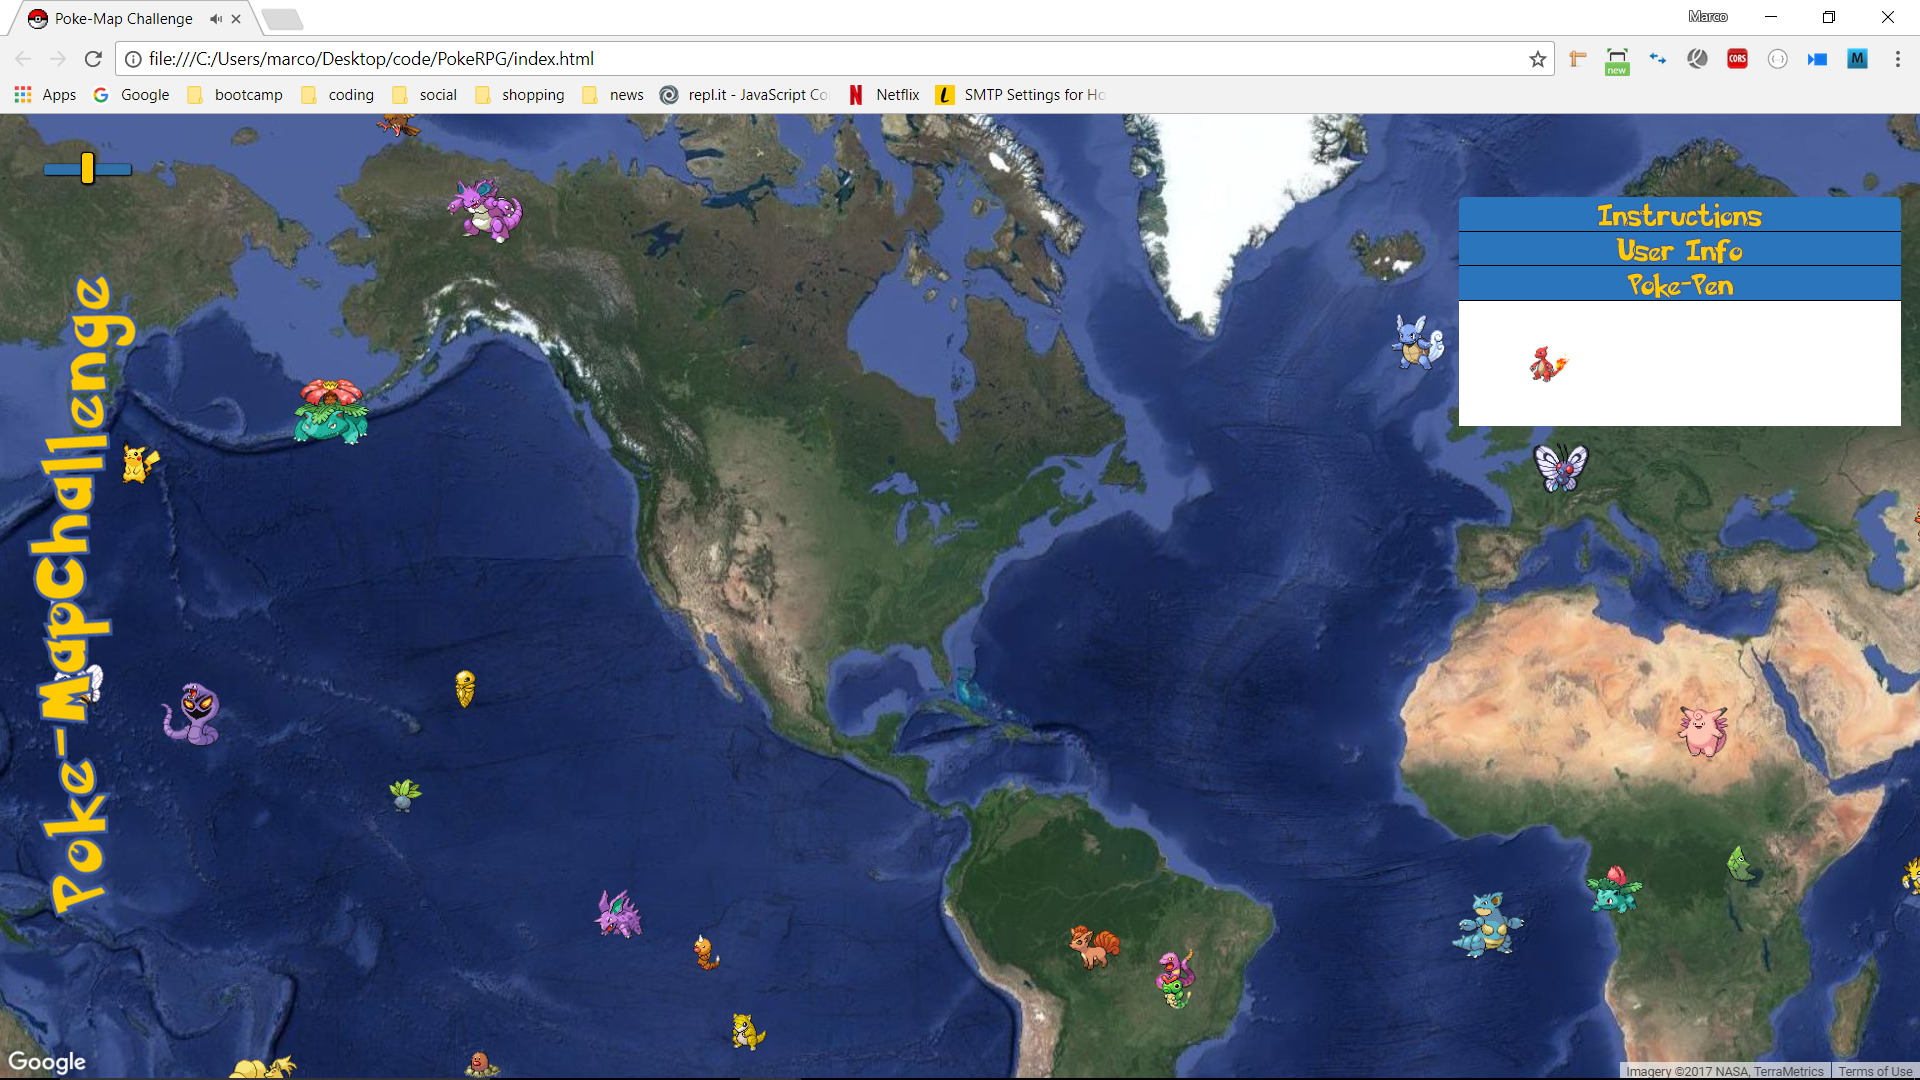 Poke-Map Challenge
Marco
file:///C:/Users/marco/Desktop/code/PokeRPG/index.html
new
CORS
M
Apps
Google
bootcamp
coding
social
shopping
news
repl.it - JavaScript Co
Netflix
SMTP Settings for Ho
Instructions
User Info
Poke-Pen
Poke-MapChallenge
Google
Imagery ©2017 NASA, TerraMetrics
Terms of Use